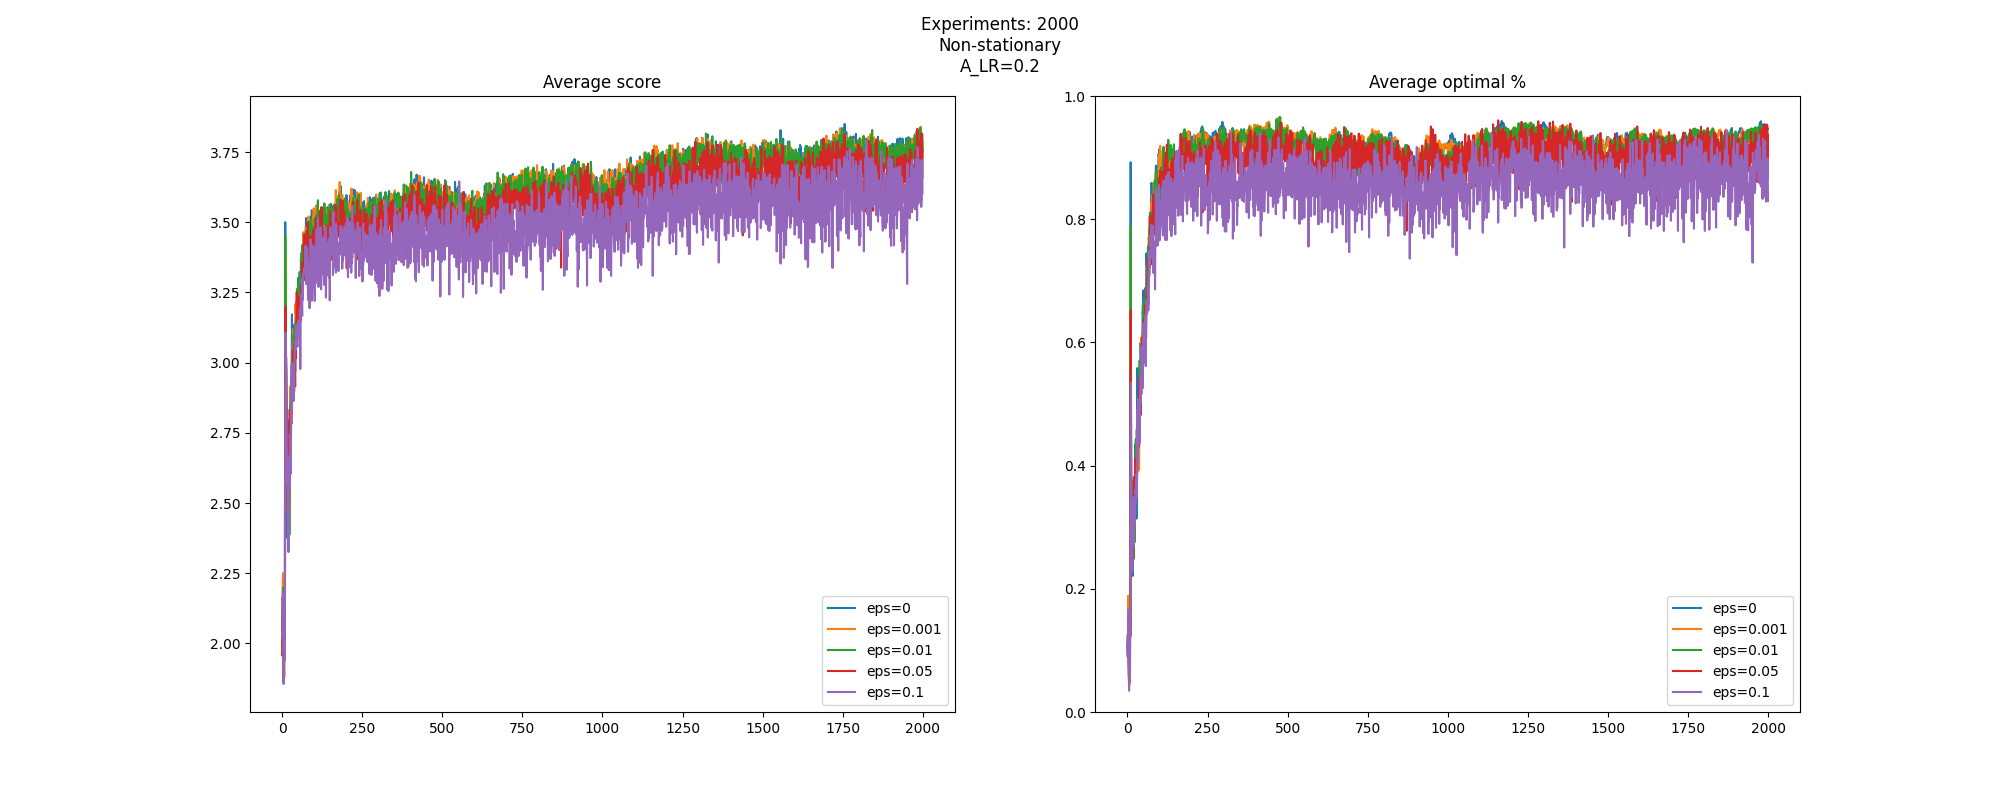 Experiments: 2000
Non-stationary
A_LR=0.2
Average score
3.75
3.50
3.25
3.00
2.75
2.50
2.25
2.00
0
250
500
750
1000
1250
1500
1750
2000
eps=0
eps=0.001
eps=0.01
eps=0.05
eps=0.1
Average optimal %
1.0
0.8
0.6
0.4
0.2
0.0
0
250
500
750
1000
1250
1500
1750
2000
eps=0
eps=0.001
eps=0.01
eps=0.05
eps=0.1